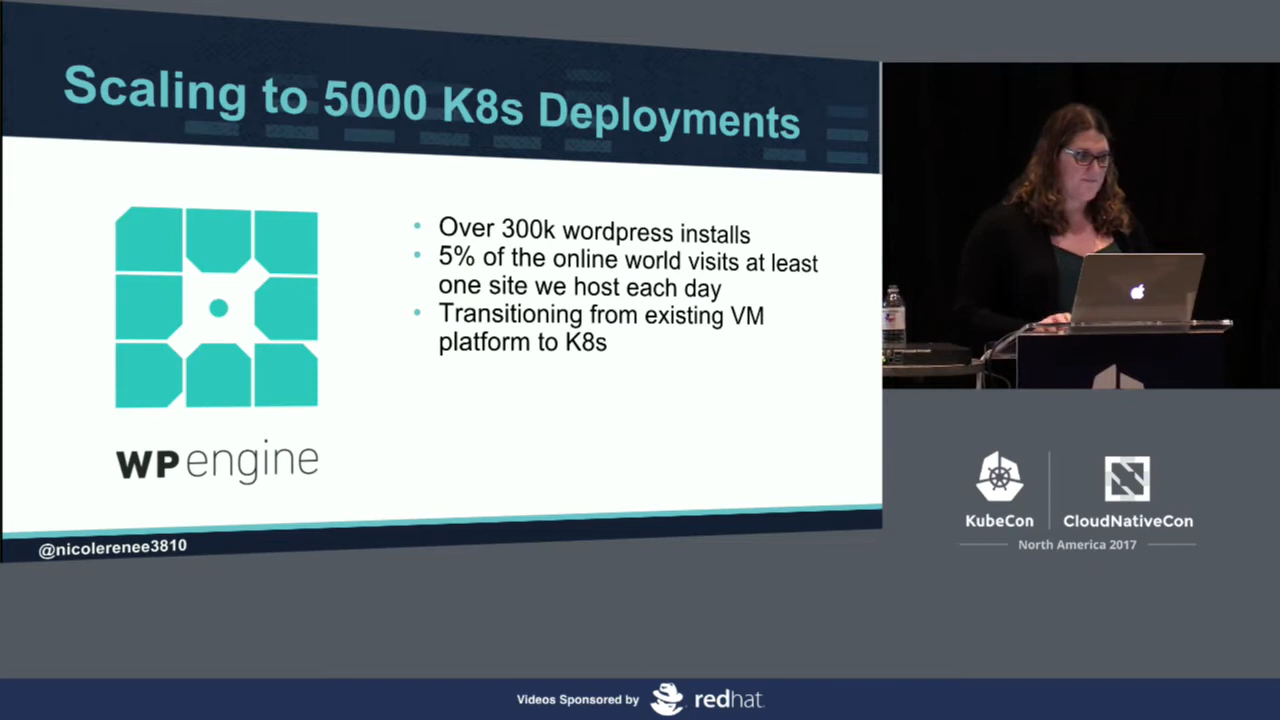 Scaling to 5000 K8s Deployments
Over 300k wordpress installs
5% of the online world visits at least
one site we host each day
Transitioning from existing VM
platform to K8s
WPengine
@nicolerenee3810
KubeCon
CloudNativeCon
North America 2017
Videos Sponsored by
redhat.